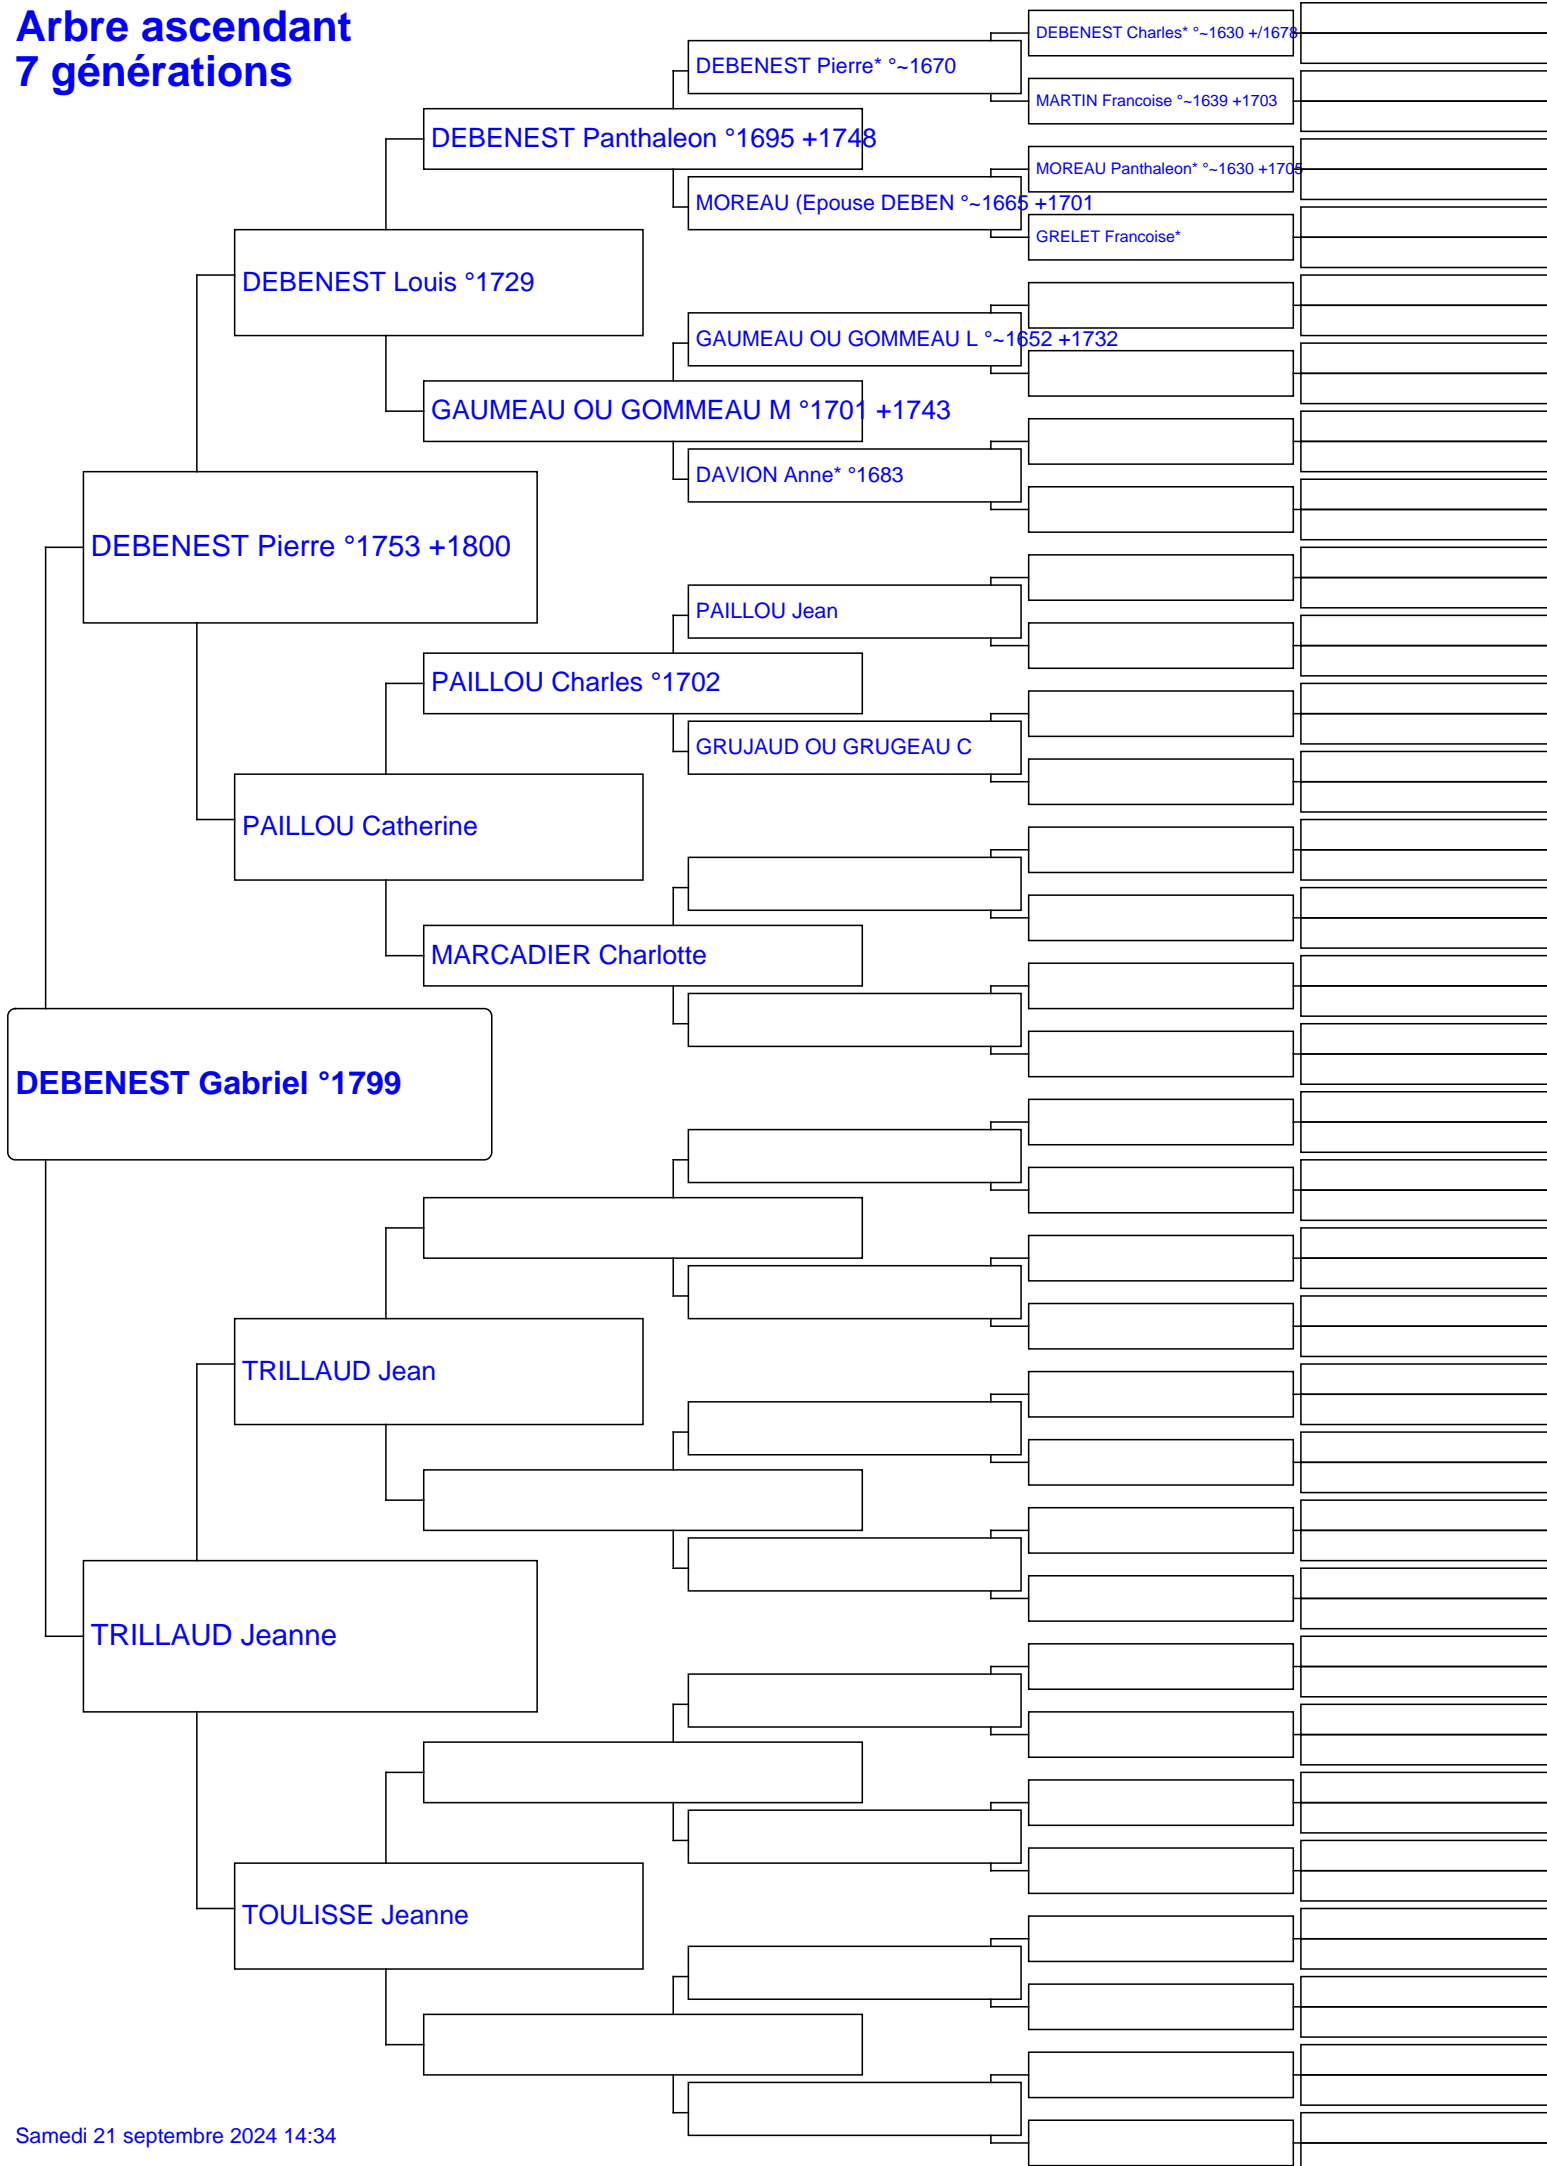 Arbre ascendant
7 générations
DEBENEST Charles* °~1630 +/1678
DEBENEST Pierre* °~1670
MARTIN Francoise °~1639 +1703
DEBENEST Panthaleon °1695 +1748
MOREAU Panthaleon* °~1630 +1705
MOREAU (Epouse DEBEN °~1665 +1701
GRELET Francoise*
DEBENEST Louis °1729
GAUMEAU OU GOMMEAU L °~1652 +1732
GAUMEAU OU GOMMEAU M °1701 +1743
DAVION Anne* °1683
DEBENEST Pierre °1753 +1800
PAILLOU Jean
PAILLOU Charles °1702
GRUJAUD OU GRUGEAU C
PAILLOU Catherine
MARCADIER Charlotte
DEBENEST Gabriel °1799
TRILLAUD Jean
TRILLAUD Jeanne
TOULISSE Jeanne
Samedi 21 septembre 2024 14:34